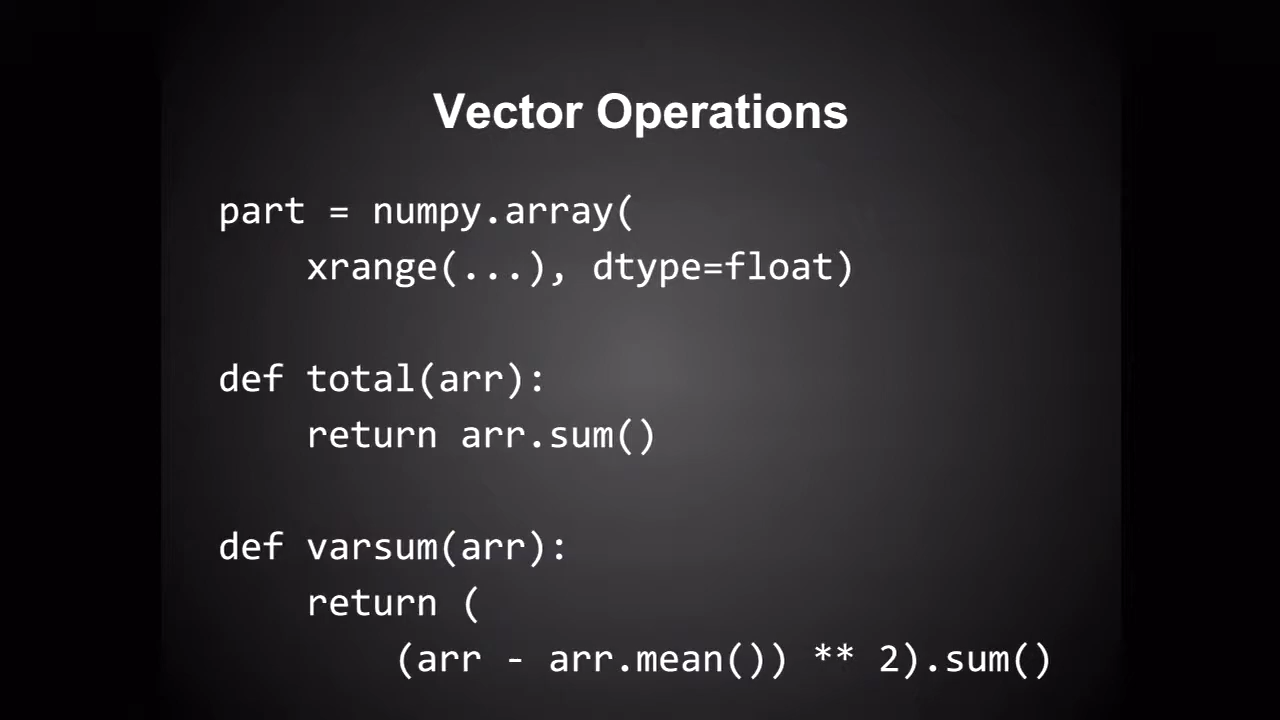 Vector Operations
part = numpy.array(
    xrange(...), dtype=float)
def total(arr):
    return arr.sum()
def varsum(arr):
    return (
        (arr - arr.mean()) ** 2).sum()